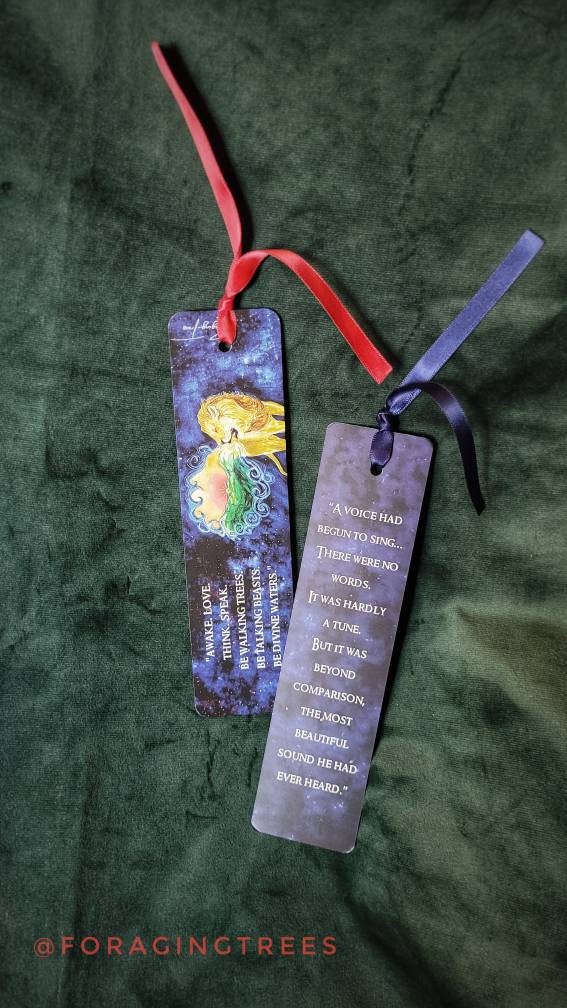 "AWAKE. LOVE.
THINK. SPEAK.
BE WALKING TREES.
BE TALKING BEASTS.
BE DIVINE WATERS."
"A VOICE HAD
BEGUN TO SING...
THERE WERE NO
WORDS.
IT WAS HARDLY
A TUNE.
BUT IT WAS
BEYOND
COMPARISON,
THE MOST
BEAUTIFUL
SOUND HE HAD
EVER HEARD."
@FORAGINGTREES